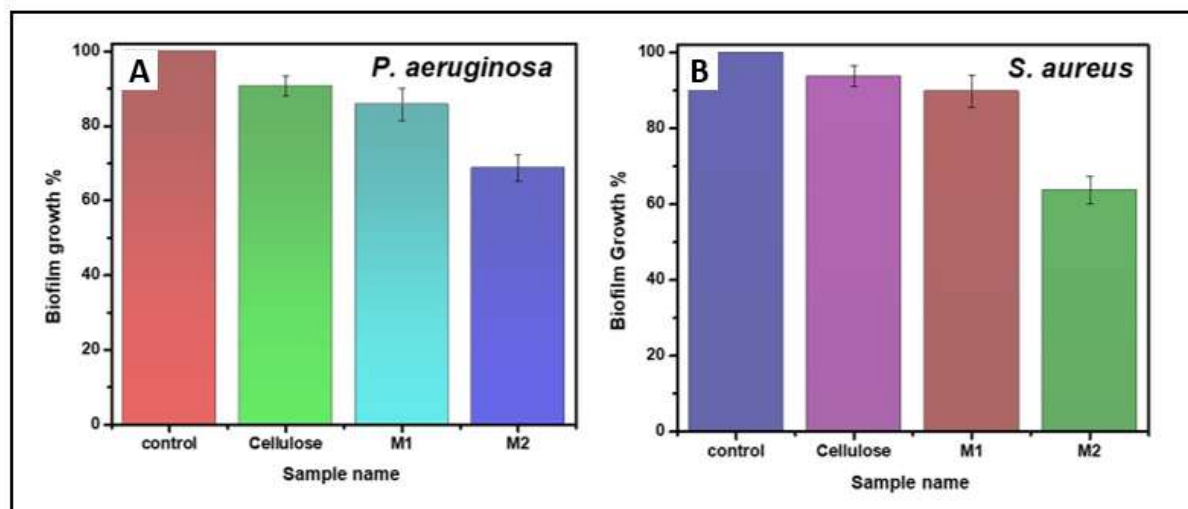 A
P. aeruginosa
Biofilm growth %
100
80
60
40
20
0
control Cellulose M1 M2
Sample name
B
S. aureus
Biofilm Growth %
100
80
60
40
20
0
control Cellulose M1 M2
Sample name